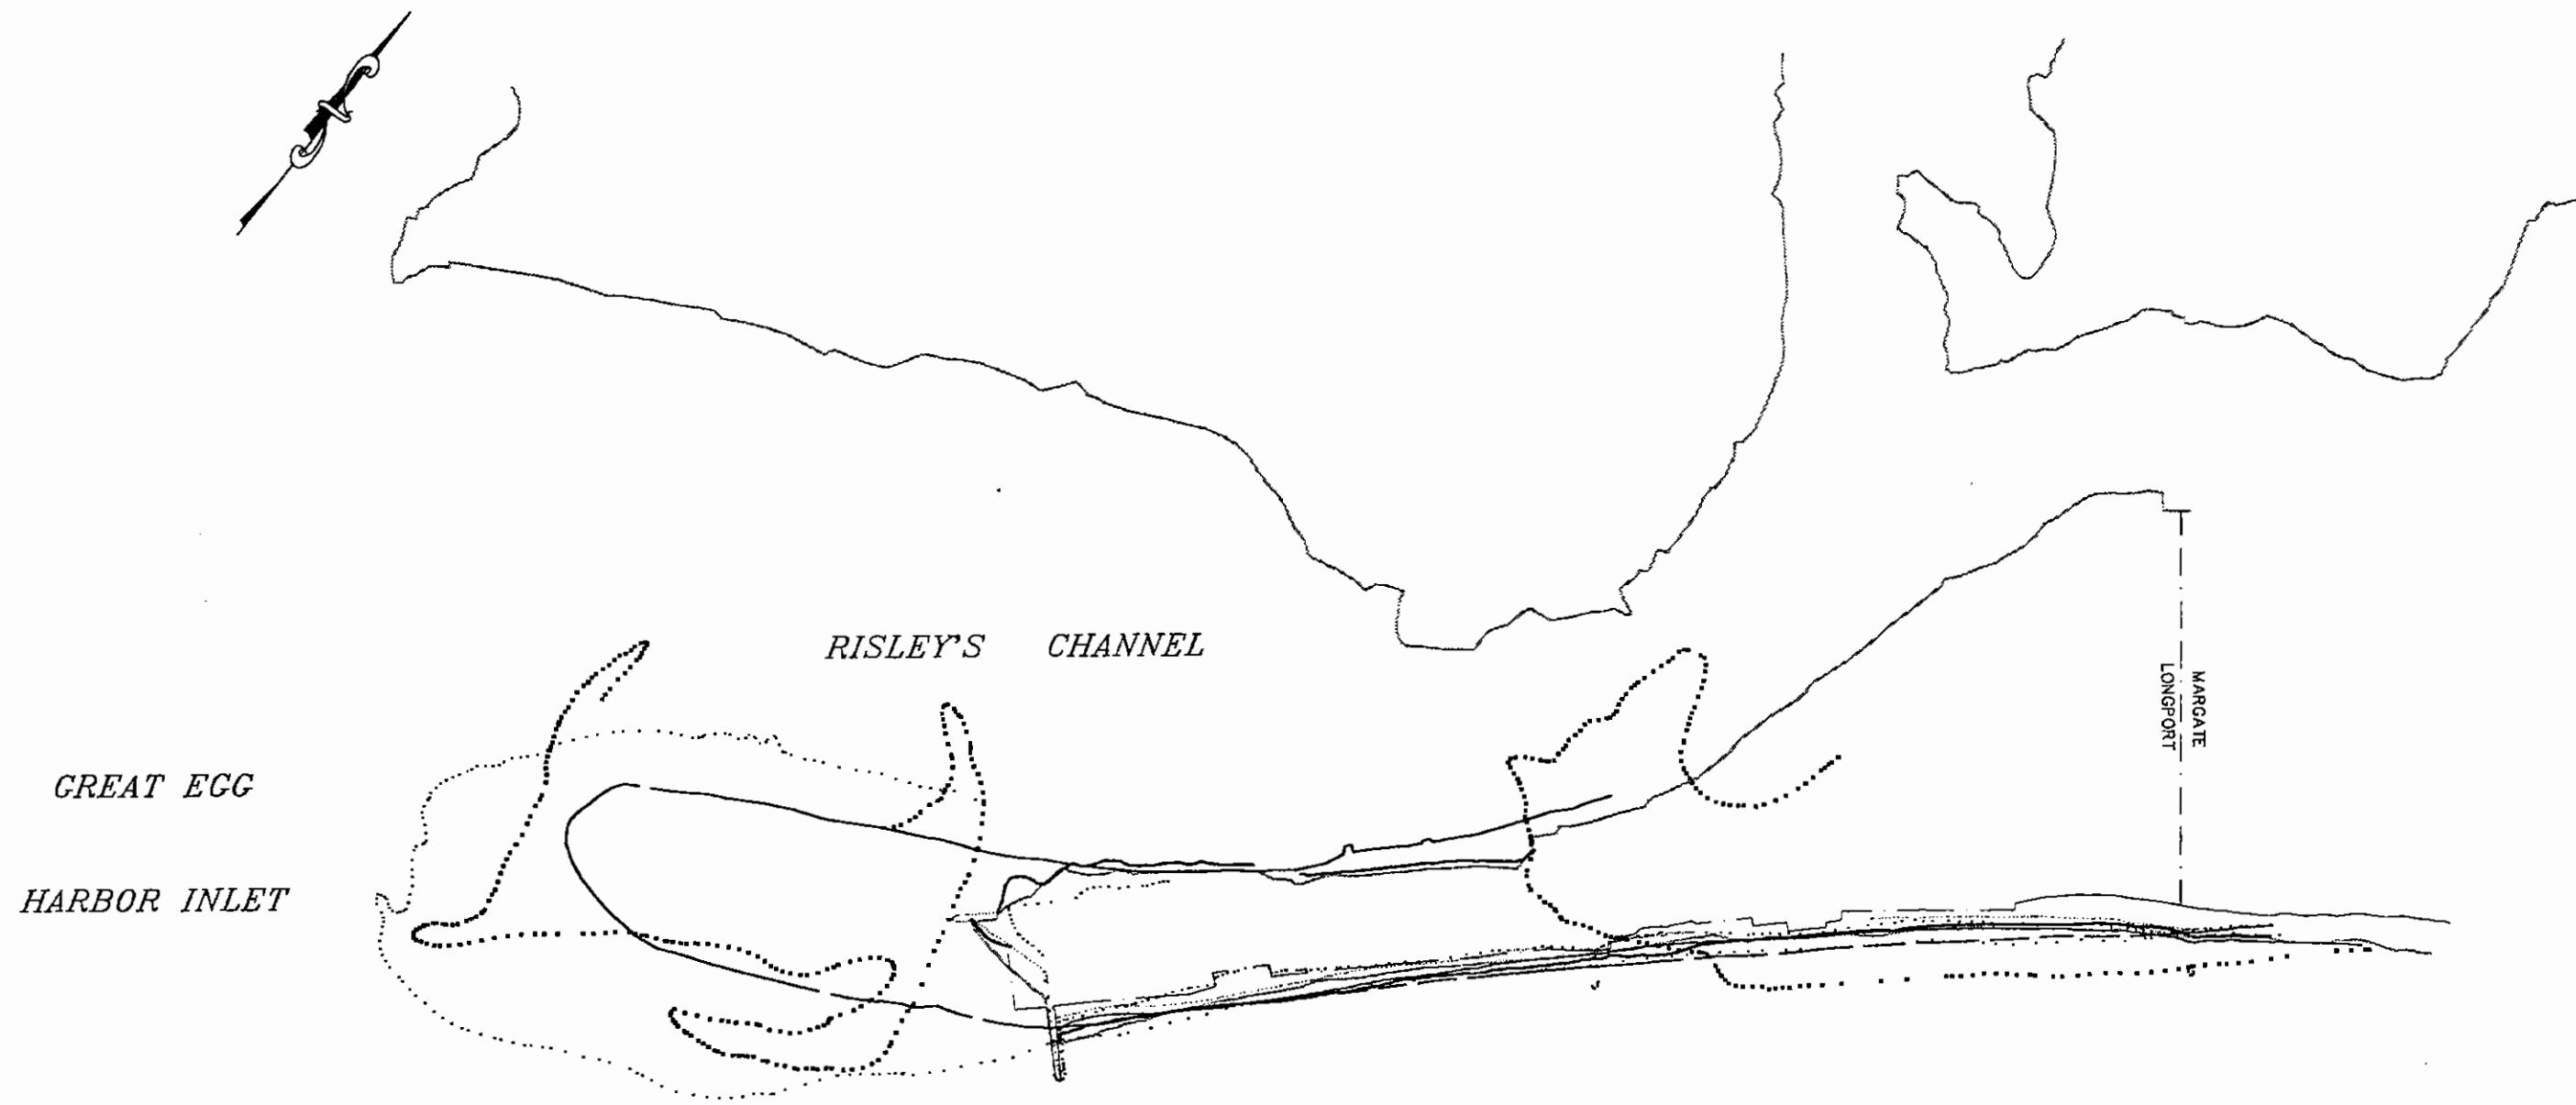 RISLEY'S CHANNEL
GREAT EGG
HARBOR INLET
MARGATE
LONGPORT